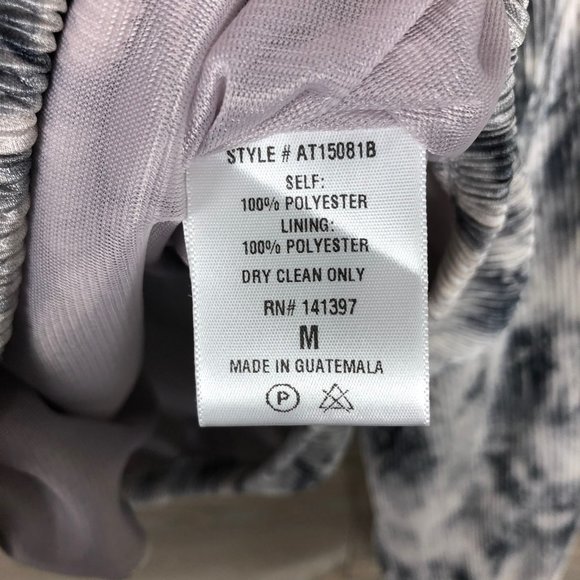 STYLE # AT15081B
SELF:
100% POLYESTER
LINING:
100% POLYESTER
DRY CLEAN ONLY
RN# 141397
M
MADE IN GUATEMALA
P